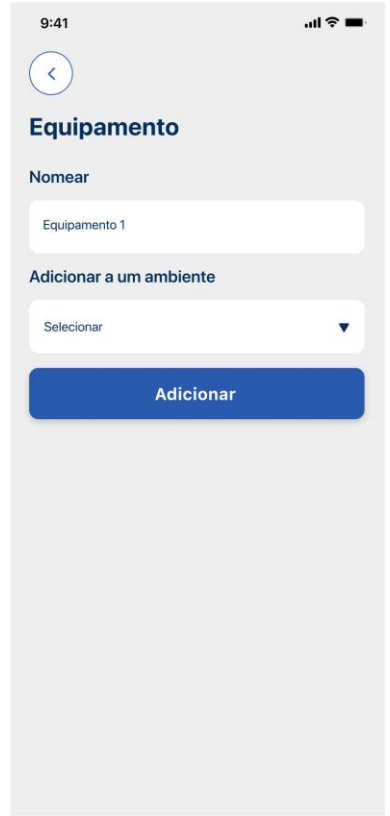 9:41
Equipamento
Nomear
Equipamento 1
Adicionar a um ambiente
Selecionar
Adicionar